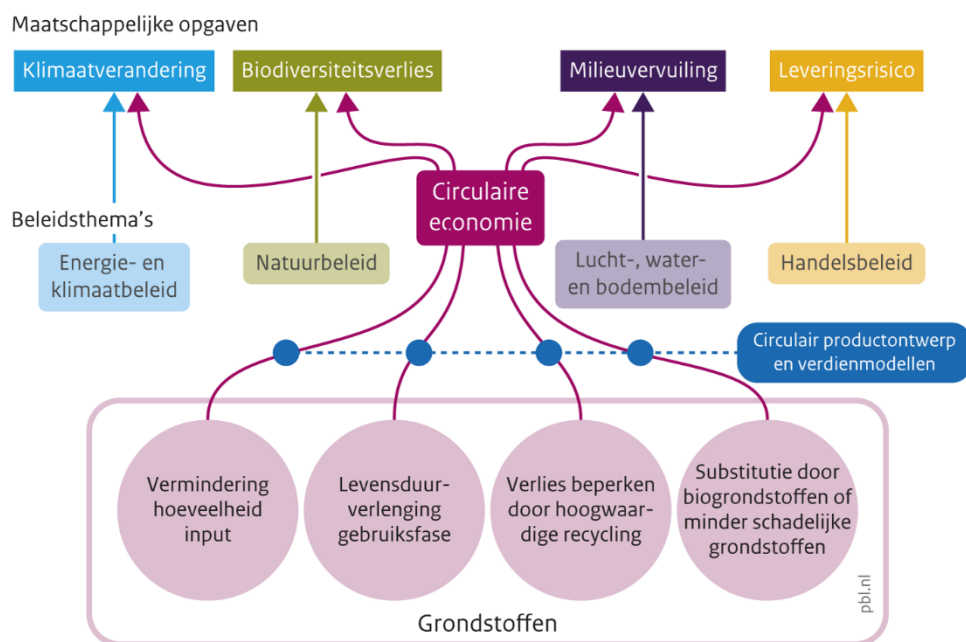 Maatschappelijke opgaven
Klimaatverandering
Biodiversiteitsverlies
Milieuvervuiling
Leveringsrisico
Circulaire
economie
Beleidsthema's
Energie- en
klimaatbeleid
Natuurbeleid
Lucht-, water-
en bodembeleid
Handelsbeleid
Circulair productontwerp
en verdienmodellen
Vermindering
hoeveelheid
input
Levensduur-
verlenging
gebruiksfase
Verlies beperken
door hoogwaar-
dige recycling
Substitutie door
biogrondstoffen of
minder schadelijke
grondstoffen
Grondstoffen
pbl.nl